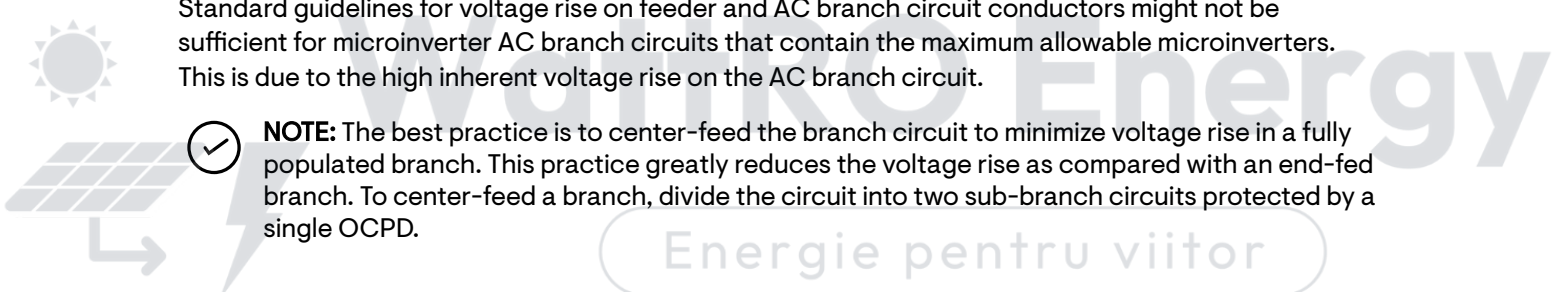 Standard guidelines for voltage rise on feeder and AC branch circuit conductors might not be
sufficient for microinverter AC branch circuits that contain the maximum allowable microinverters.
This is due to the high inherent voltage rise on the AC branch circuit.
NOTE: The best practice is to center-feed the branch circuit to minimize voltage rise in a fully
populated branch. This practice greatly reduces the voltage rise as compared with an end-fed
branch. To center-feed a branch, divide the circuit into two sub-branch circuits protected by a
single OCPD.
WattRO Energy
Energie pentru viitor